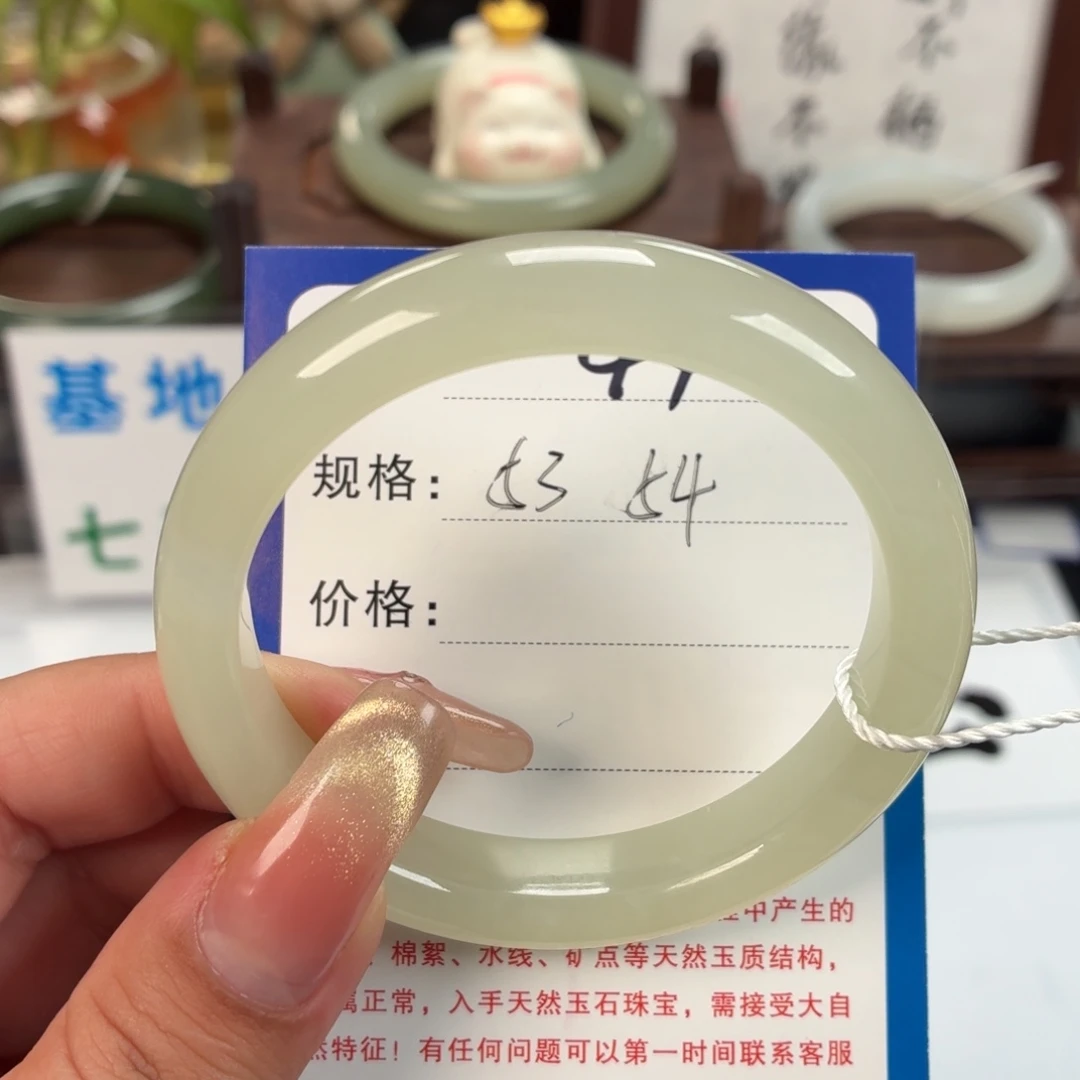 缘不
不
基地
七
规格：53 54
价格：
中产生的
棉絮、水线、矿点等天然玉质结构，
属正常，入手天然玉石珠宝，需接受大自
然特征！有任何问题可以第一时间联系客服